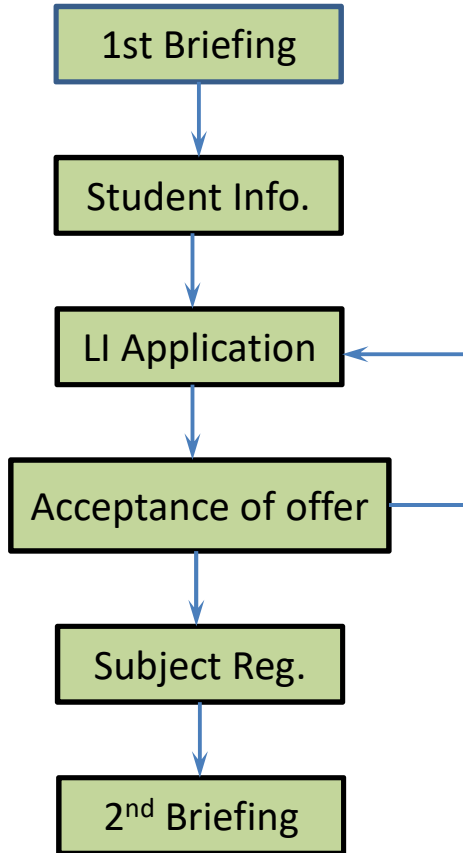 1st Briefing
Student Info.
LI Application
Acceptance of offer
Subject Reg.
2nd Briefing